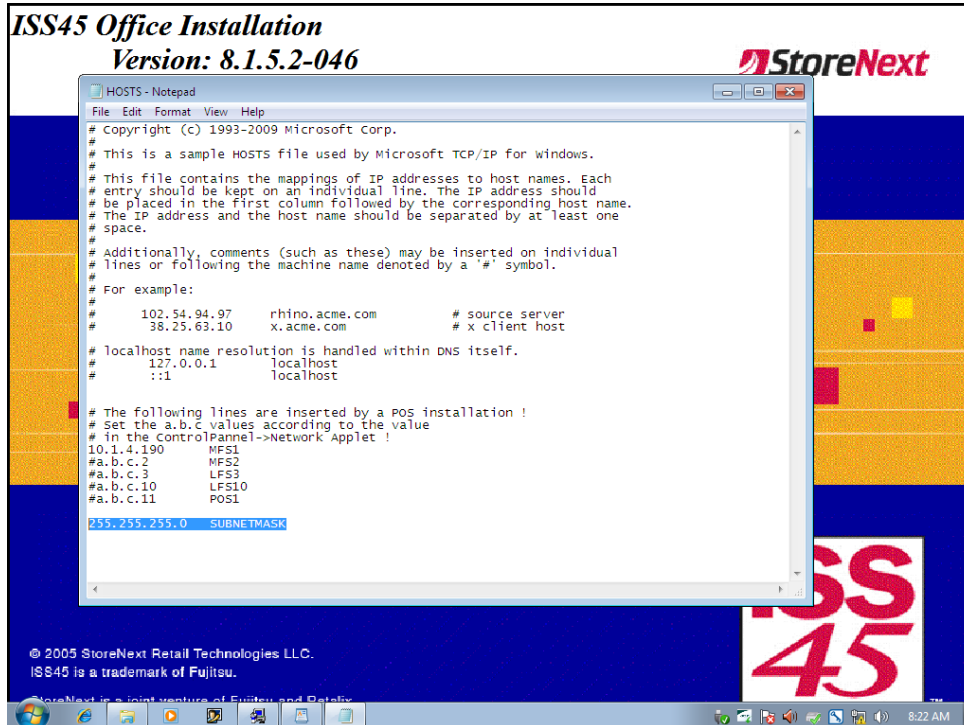 ISS45 Office Installation
Version: 8.1.5.2-046
StoreNext
HOSTS - Notepad
File Edit Format View Help
# Copyright (c) 1993-2009 Microsoft Corp.
#
# This is a sample HOSTS file used by Microsoft TCP/IP for Windows.
#
# This file contains the mappings of IP addresses to host names. Each
# entry should be kept on an individual line. The IP address should
# be placed in the first column followed by the corresponding host name.
# The IP address and the host name should be separated by at least one
# space.
#
# Additionally, comments (such as these) may be inserted on individual
# lines or following the machine name denoted by a '#' symbol.
#
# For example:
#
# 102.54.94.97 rhino.acme.com # source server
# 38.25.63.10 x.acme.com # x client host
# localhost name resolution is handled within DNS itself.
# 127.0.0.1 localhost
# ::1 localhost
# The following lines are inserted by a POS installation !
# Set the a.b.c values according to the value
# in the ControlPannel->Network Applet !
10.1.4.190 MFS1
#a.b.c.2 MFS2
#a.b.c.3 LFS3
#a.b.c.10 LFS10
#a.b.c.11 POS1
255.255.255.0 SUBNETMASK
ISS
45
© 2005 StoreNext Retail Technologies LLC.
ISS45 is a trademark of Fujitsu.
StoreNext is a joint venture of Fujitsu and Retalix
TM
8:22 AM